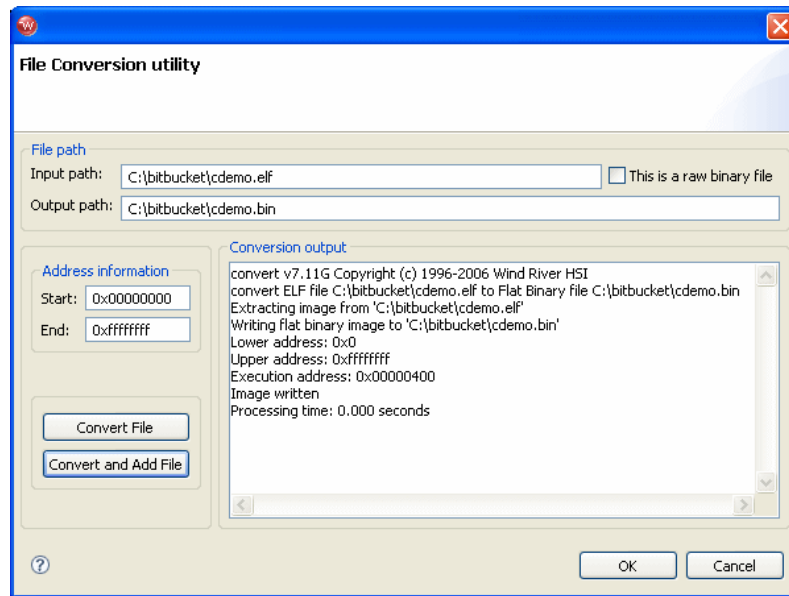 File Conversion utility
File path
Input path: C:\bitbucket\cdemo.elf This is a raw binary file
Output path: C:\bitbucket\cdemo.bin
Address information
Start: 0x00000000
End: 0xffffffff
Convert File
Convert and Add File
Conversion output
convert v7.11G Copyright (c) 1996-2006 Wind River HSI
convert ELF file C:\bitbucket\cdemo.elf to Flat Binary file C:\bitbucket\cdemo.bin
Extracting image from 'C:\bitbucket\cdemo.elf'
Writing flat binary image to 'C:\bitbucket\cdemo.bin'
Lower address: 0x0
Upper address: 0xffffffff
Execution address: 0x00000400
Image written
Processing time: 0.000 seconds
?
OK Cancel